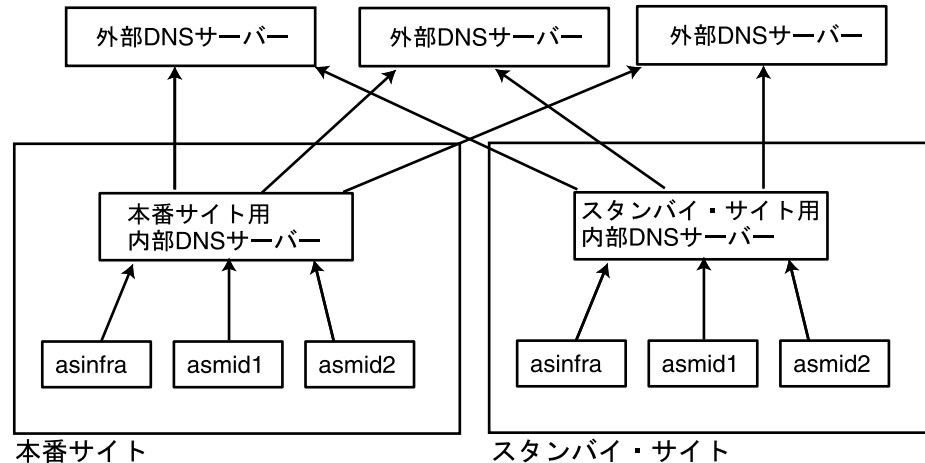 外部DNSサーバー
外部DNSサーバー
外部DNSサーバー
本番サイト用
内部DNSサーバー
スタンバイ・サイト用
内部DNSサーバー
asinfra
asmid1
asmid2
asinfra
asmid1
asmid2
本番サイト
スタンバイ・サイト